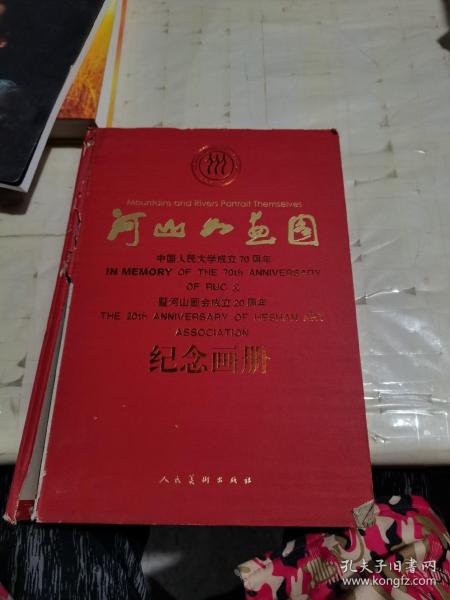 Mountains and Rivers Portrait Themselves
河山如画图
中国人民大学成立70周年
IN MEMORY OF THE 70th ANNIVERSARY
OF RUC &
暨河山画会成立20周年
THE 20th ANNIVERSARY OF HESHAN ART
ASSOCIATION
纪念画册
人民美术出版社
孔夫子旧书网
www.kongfz.com